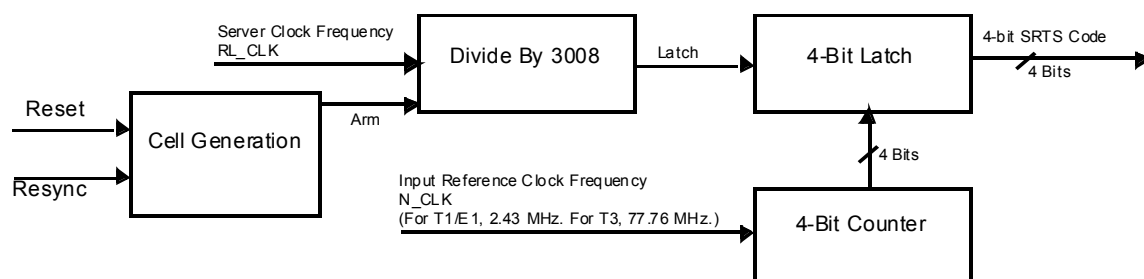 Server Clock Frequency
RL_CLK
Divide By 3008
Latch
4-Bit Latch
4-bit SRTS Code
4 Bits
Reset
Cell Generation
Arm
Resync
4 Bits
Input Reference Clock Frequency
N_CLK
(For T1/E1, 2.43 MHz. For T3, 77.76 MHz.)
4-Bit Counter